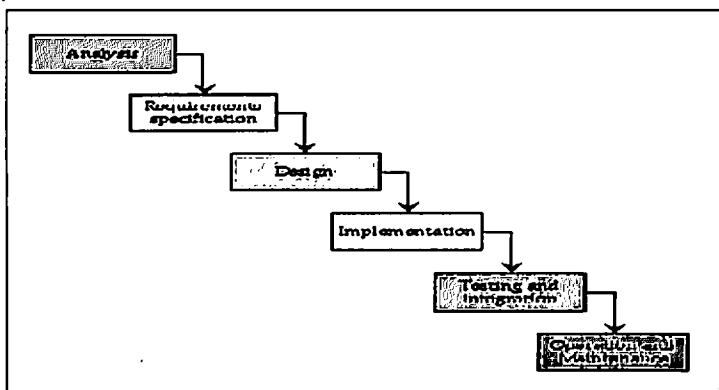 Analysis
Requirements
specification
Design
Implementation
Testing and
Integration
Operation and
Maintenance